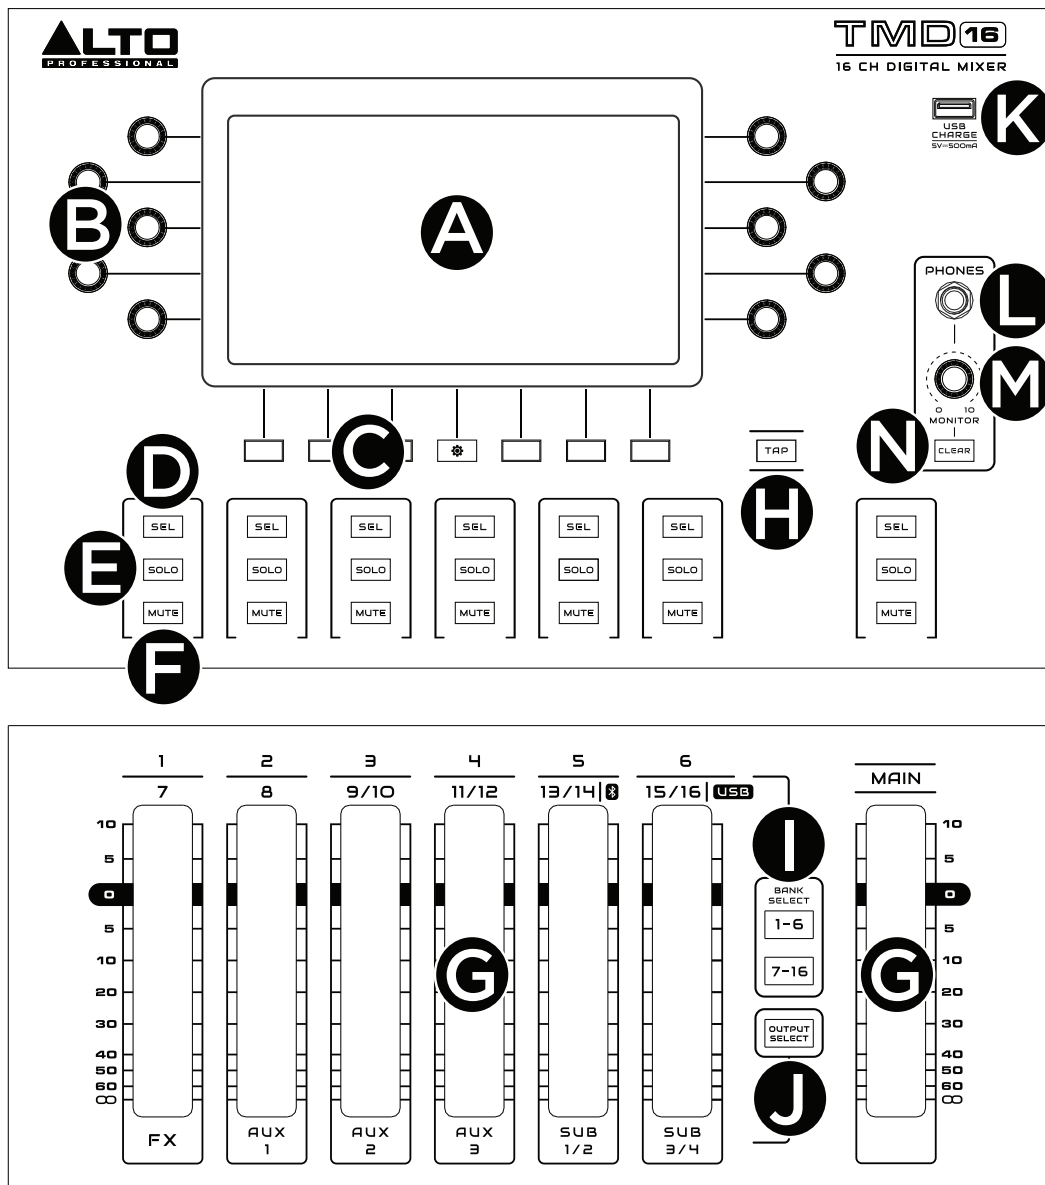 ALTO
PROFESSIONAL
TMD 16
16 CH DIGITAL MIXER
K
USB
CHARGE
5V⎓500mA
B
A
PHONES
L
M
0 10
MONITOR
N
CLEAR
C
TAP
H
D
E
F
SEL SEL SEL SEL SEL SEL SEL
SOLO SOLO SOLO SOLO SOLO SOLO SOLO
MUTE MUTE MUTE MUTE MUTE MUTE MUTE
1 2 3 4 5 6
7 8 9/10 11/12 13/14 15/16 USB
MAIN
10 10
5 5
0 0
5 5
10 10
20 20
30 30
40 40
50 50
60 60
∞ ∞
I
BANK
SELECT
1-6
7-16
G G
OUTPUT
SELECT
J
FX
AUX
1
AUX
2
AUX
3
SUB
1/2
SUB
3/4